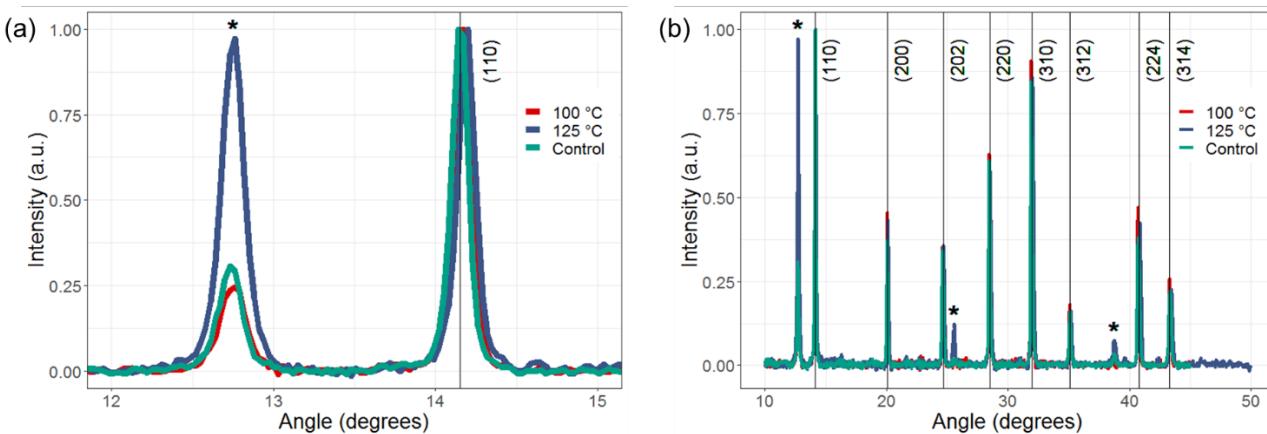 (a)
*
1.00
0.75
0.50
0.25
0.00
Intensity (a.u.)
(110)
100 °C
125 °C
Control
12
13
14
15
Angle (degrees)
(b)
*
1.00
0.75
0.50
0.25
0.00
Intensity (a.u.)
(110)
(200)
(202)
(220)
(310)
(312)
(224)
(314)
100 °C
125 °C
Control
*
*
10
20
30
40
50
Angle (degrees)